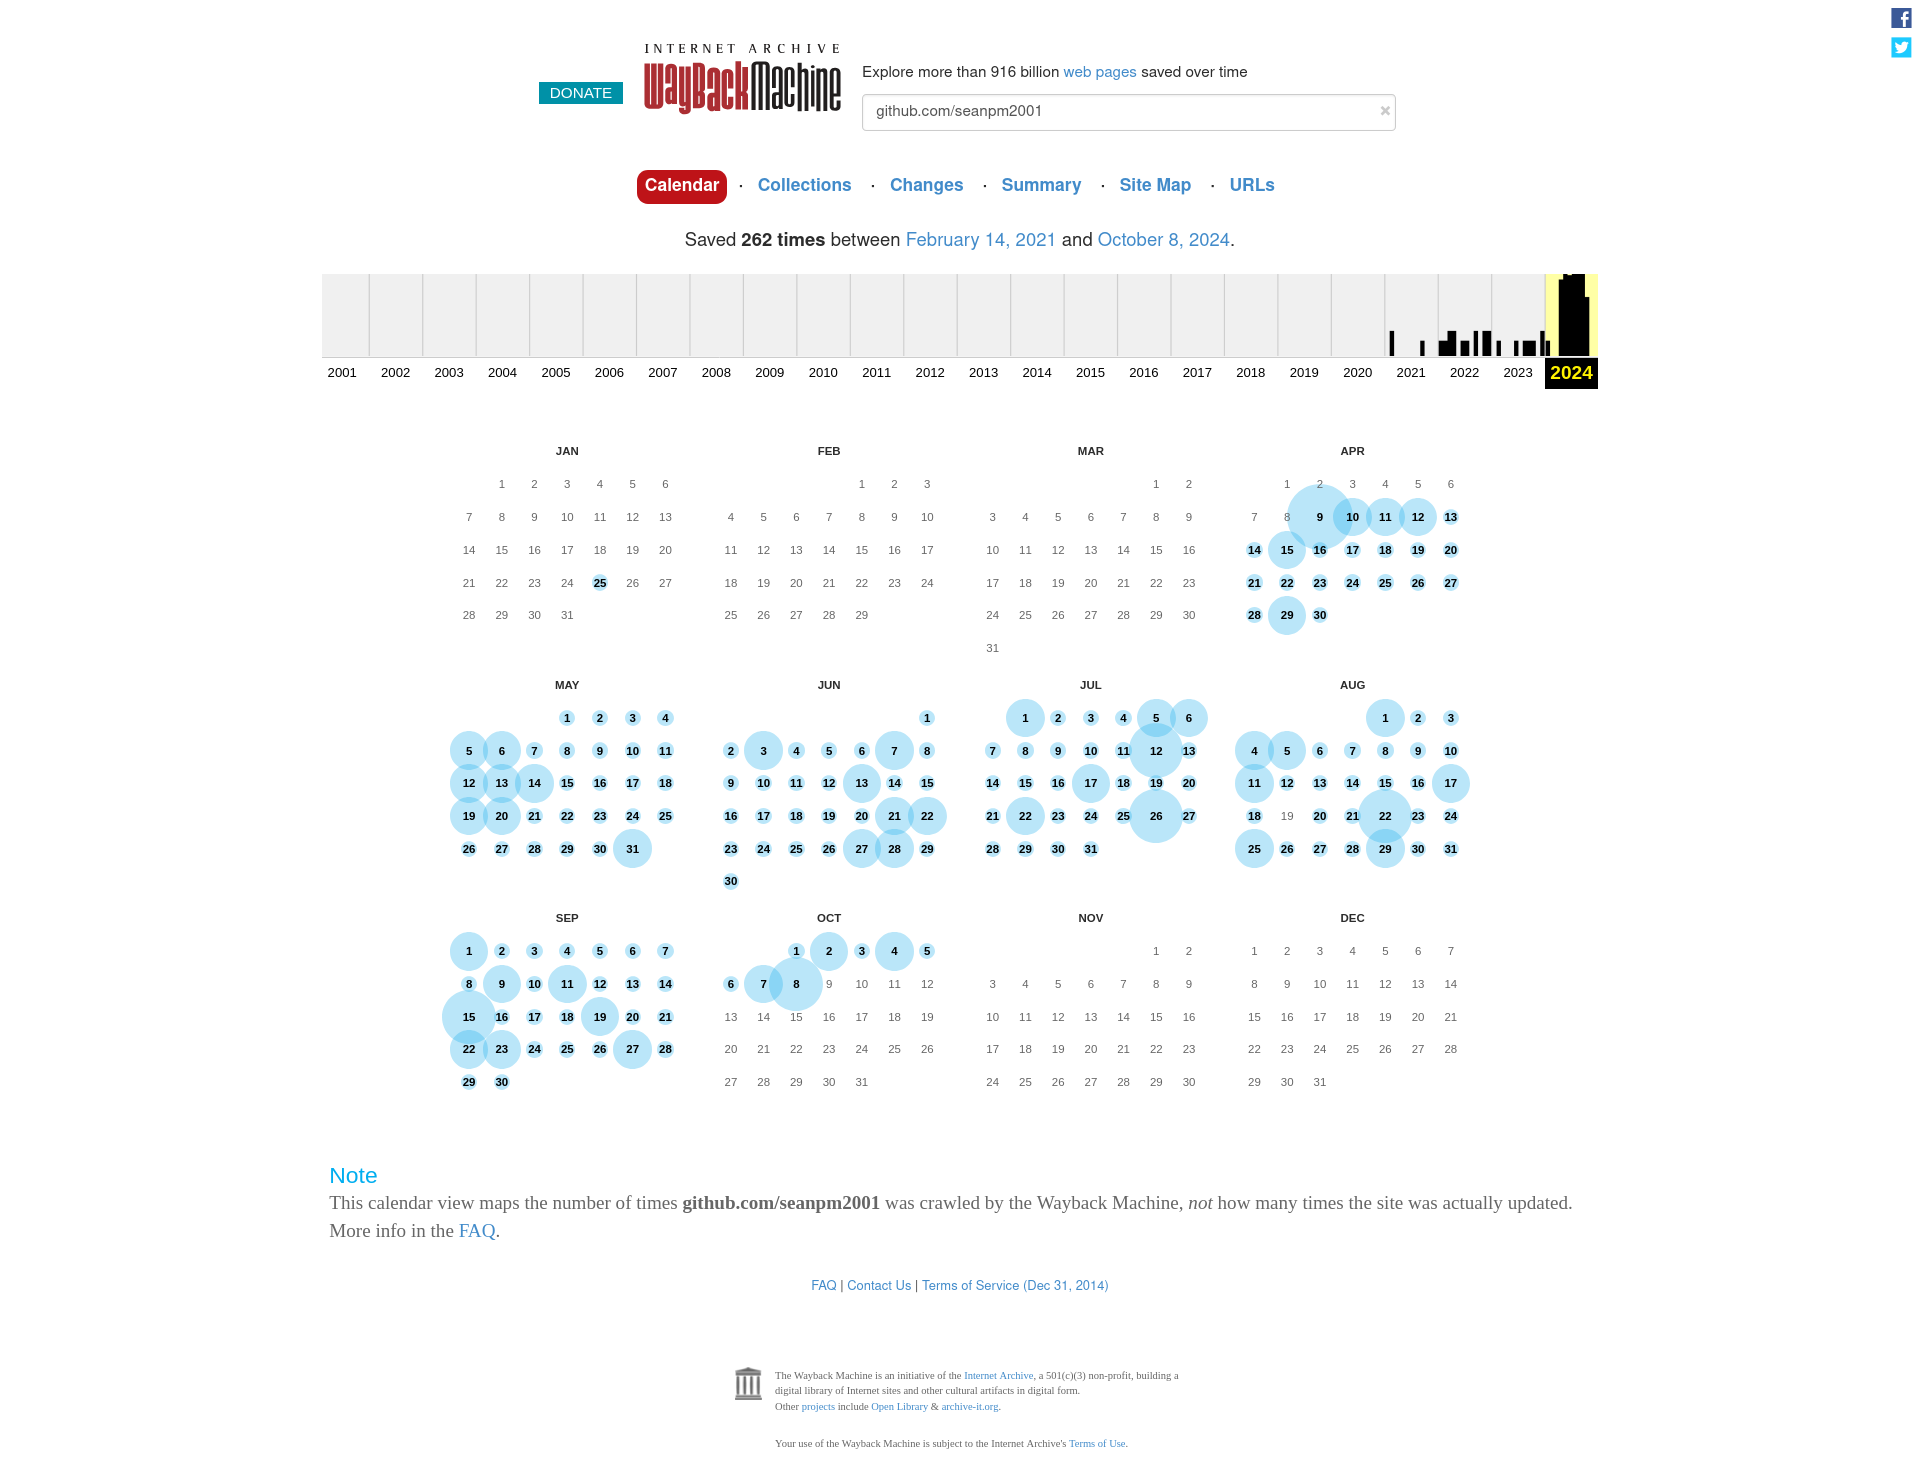 INTERNET ARCHIVE
DONATE
WayBackMachine
Explore more than 916 billion web pages saved over time
github.com/seanpm2001
Calendar · Collections · Changes · Summary · Site Map · URLs
Saved 262 times between February 14, 2021 and October 8, 2024.
2001 2002 2003 2004 2005 2006 2007 2008 2009 2010 2011 2012 2013 2014 2015 2016 2017 2018 2019 2020 2021 2022 2023 2024
JAN
1 2 3 4 5 6
7 8 9 10 11 12 13
14 15 16 17 18 19 20
21 22 23 24 25 26 27
28 29 30 31
FEB
1 2 3
4 5 6 7 8 9 10
11 12 13 14 15 16 17
18 19 20 21 22 23 24
25 26 27 28 29
MAR
1 2
3 4 5 6 7 8 9
10 11 12 13 14 15 16
17 18 19 20 21 22 23
24 25 26 27 28 29 30
31
APR
1 2 3 4 5 6
7 8 9 10 11 12 13
14 15 16 17 18 19 20
21 22 23 24 25 26 27
28 29 30
MAY
1 2 3 4
5 6 7 8 9 10 11
12 13 14 15 16 17 18
19 20 21 22 23 24 25
26 27 28 29 30 31
JUN
1
2 3 4 5 6 7 8
9 10 11 12 13 14 15
16 17 18 19 20 21 22
23 24 25 26 27 28 29
30
JUL
1 2 3 4 5 6
7 8 9 10 11 12 13
14 15 16 17 18 19 20
21 22 23 24 25 26 27
28 29 30 31
AUG
1 2 3
4 5 6 7 8 9 10
11 12 13 14 15 16 17
18 19 20 21 22 23 24
25 26 27 28 29 30 31
SEP
1 2 3 4 5 6 7
8 9 10 11 12 13 14
15 16 17 18 19 20 21
22 23 24 25 26 27 28
29 30
OCT
1 2 3 4 5
6 7 8 9 10 11 12
13 14 15 16 17 18 19
20 21 22 23 24 25 26
27 28 29 30 31
NOV
1 2
3 4 5 6 7 8 9
10 11 12 13 14 15 16
17 18 19 20 21 22 23
24 25 26 27 28 29 30
DEC
1 2 3 4 5 6 7
8 9 10 11 12 13 14
15 16 17 18 19 20 21
22 23 24 25 26 27 28
29 30 31
Note
This calendar view maps the number of times github.com/seanpm2001 was crawled by the Wayback Machine, not how many times the site was actually updated.
More info in the FAQ.
FAQ | Contact Us | Terms of Service (Dec 31, 2014)
The Wayback Machine is an initiative of the Internet Archive, a 501(c)(3) non-profit, building a
digital library of Internet sites and other cultural artifacts in digital form.
Other projects include Open Library & archive-it.org.
Your use of the Wayback Machine is subject to the Internet Archive's Terms of Use.